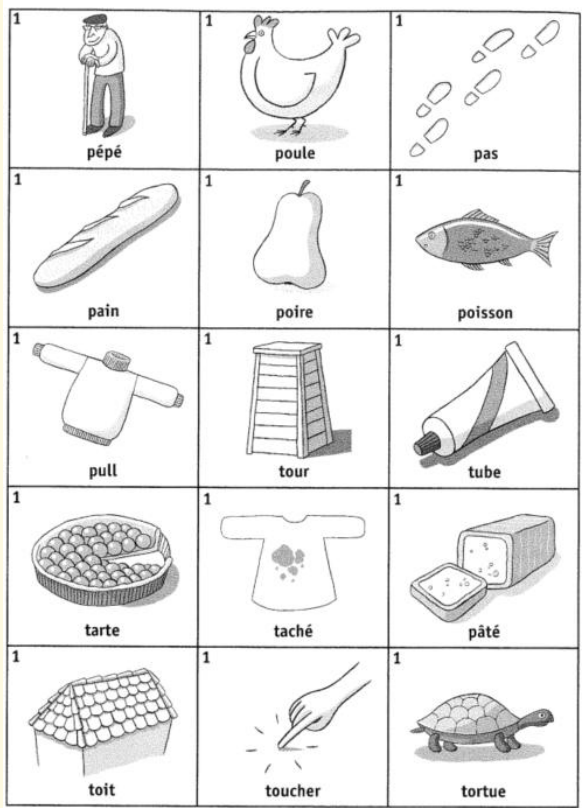 1 1 1
pépé poule pas
1 1 1
pain poire poisson
1 1 1
pull tour tube
1 1 1
tarte taché pâté
1 1 1
toit toucher tortue